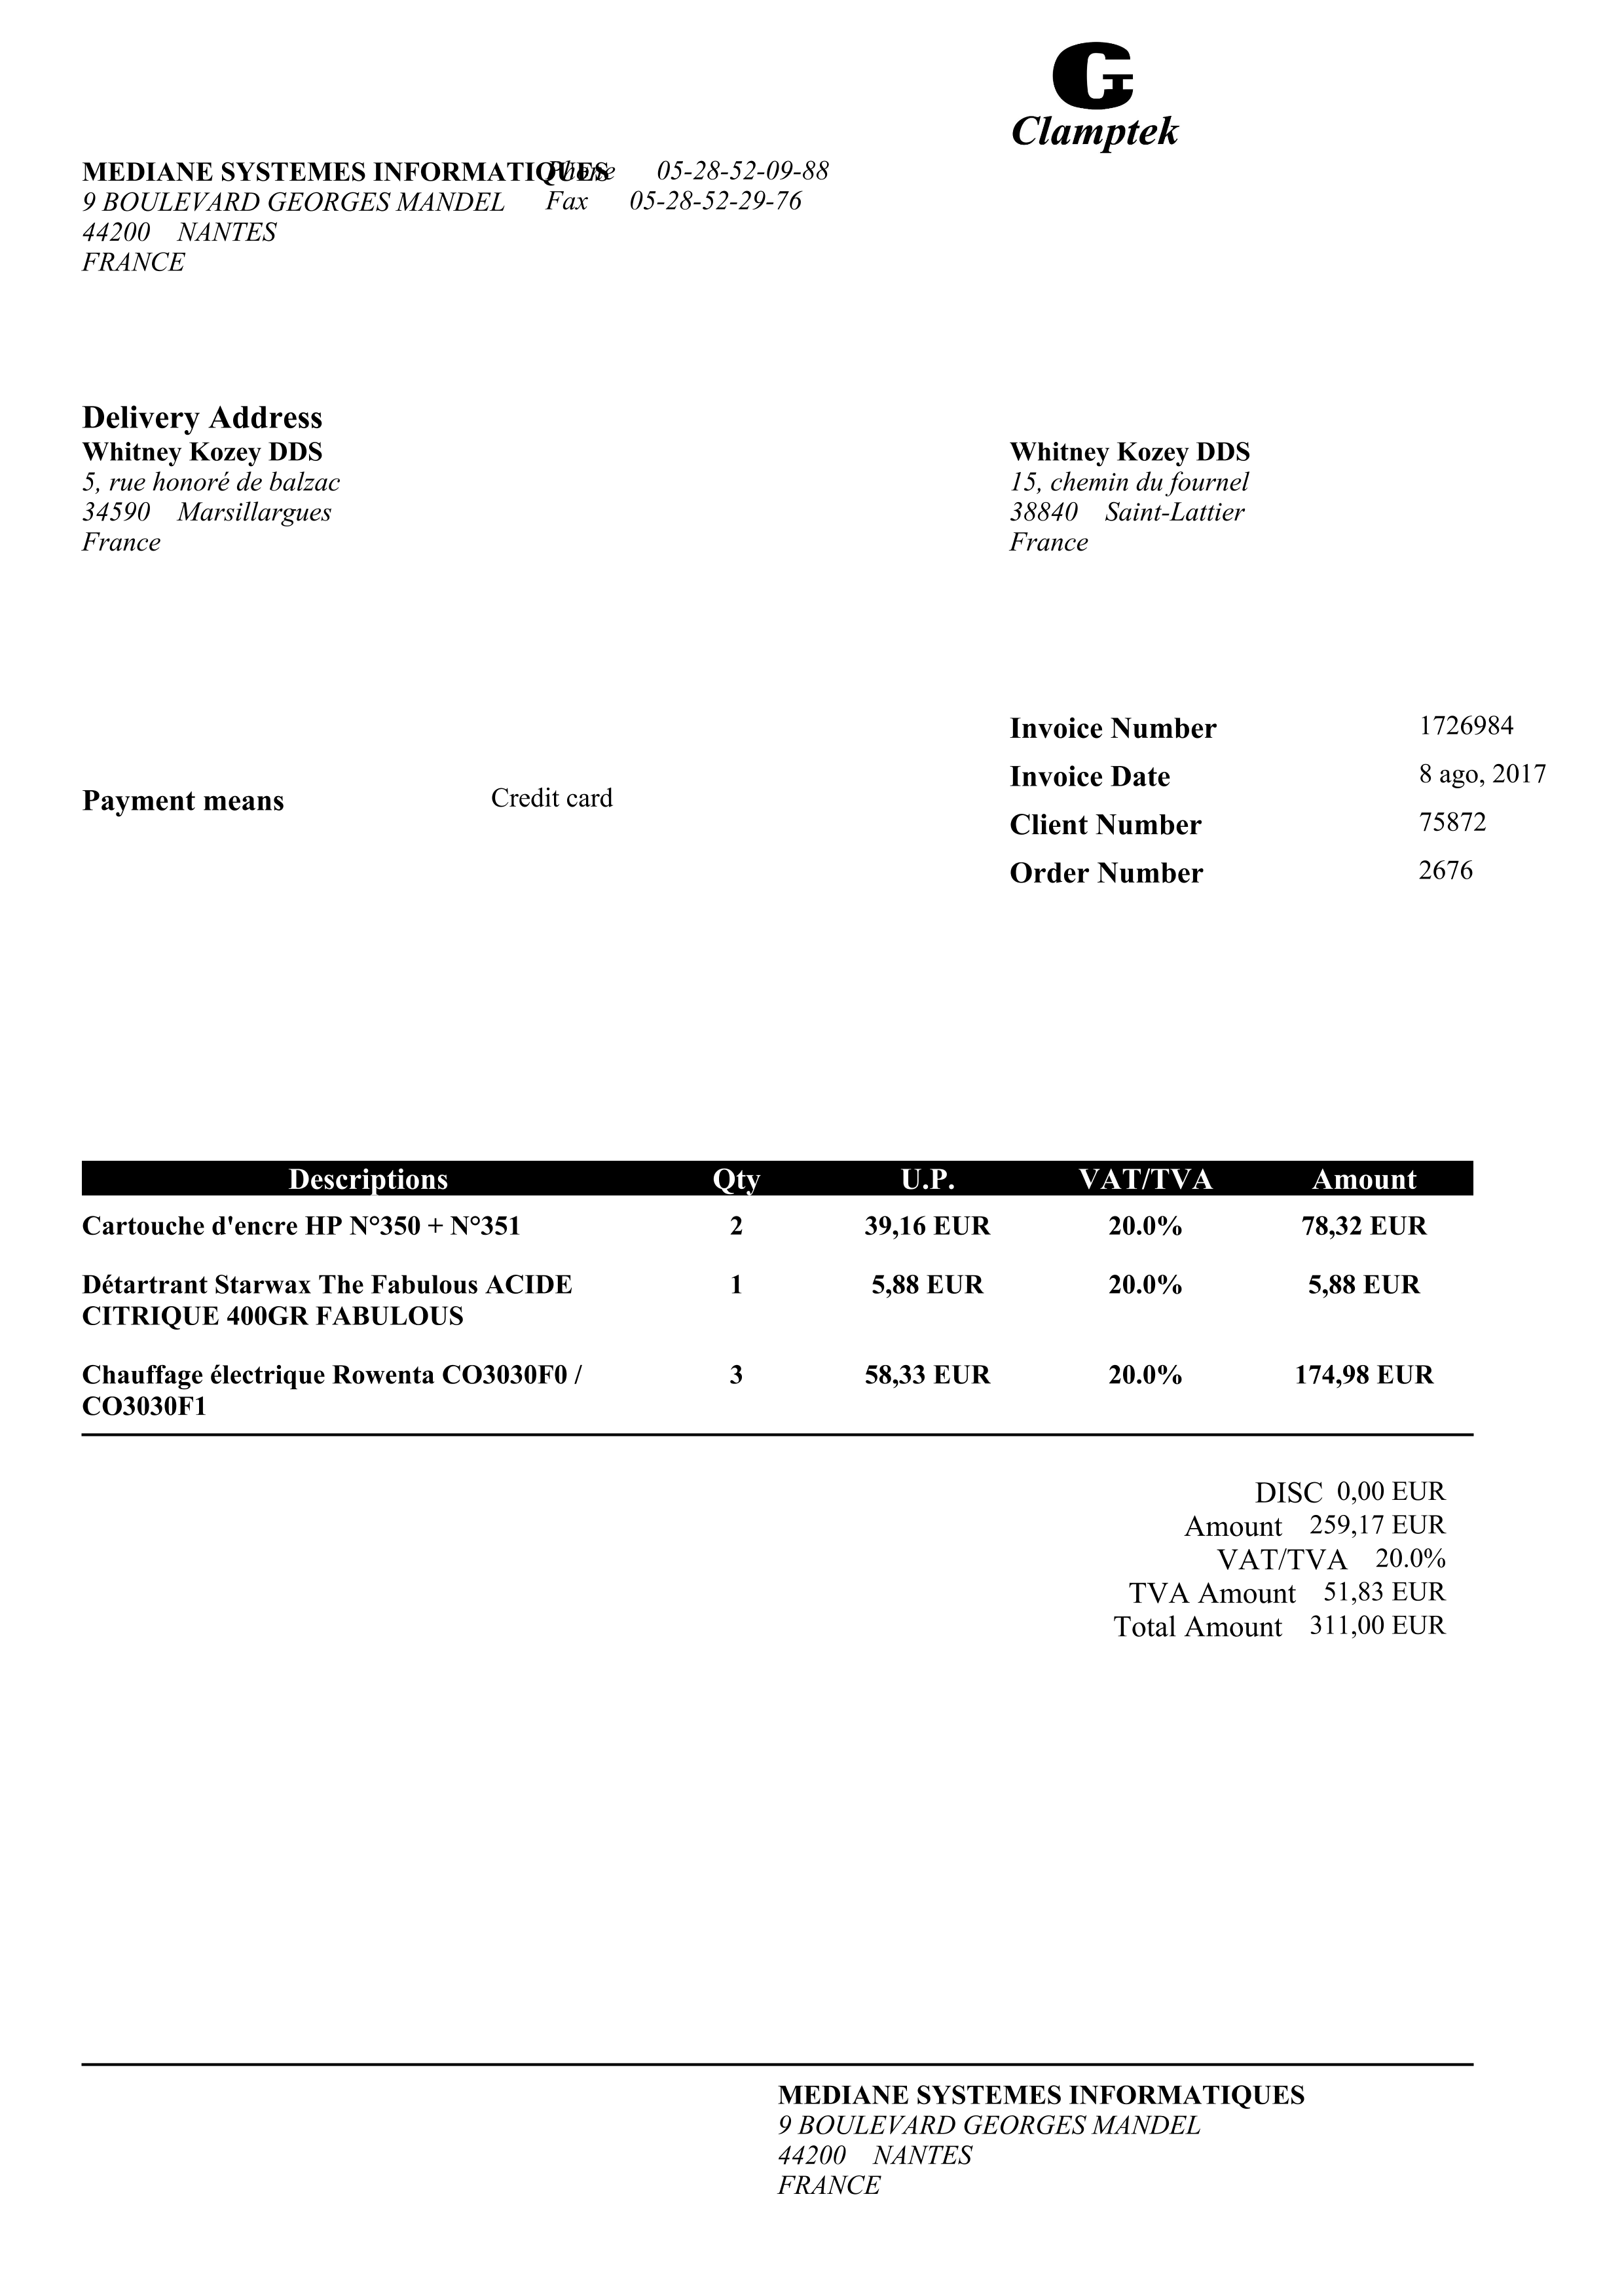 Clamptek
MEDIANE SYSTEMES INFORMATIQUES Phone 05-28-52-09-88
9 BOULEVARD GEORGES MANDEL Fax 05-28-52-29-76
44200 NANTES
FRANCE
Delivery Address
Whitney Kozey DDS Whitney Kozey DDS
5, rue honoré de balzac 15, chemin du fournel
34590 Marsillargues 38840 Saint-Lattier
France France
Invoice Number 1726984
Invoice Date 8 ago, 2017
Payment means Credit card
Client Number 75872
Order Number 2676
Descriptions Qty U.P. VAT/TVA Amount
Cartouche d'encre HP N°350 + N°351 2 39,16 EUR 20.0% 78,32 EUR
Détartrant Starwax The Fabulous ACIDE 1 5,88 EUR 20.0% 5,88 EUR
CITRIQUE 400GR FABULOUS
Chauffage électrique Rowenta CO3030F0 / 3 58,33 EUR 20.0% 174,98 EUR
CO3030F1
DISC 0,00 EUR
Amount 259,17 EUR
VAT/TVA 20.0%
TVA Amount 51,83 EUR
Total Amount 311,00 EUR
MEDIANE SYSTEMES INFORMATIQUES
9 BOULEVARD GEORGES MANDEL
44200 NANTES
FRANCE